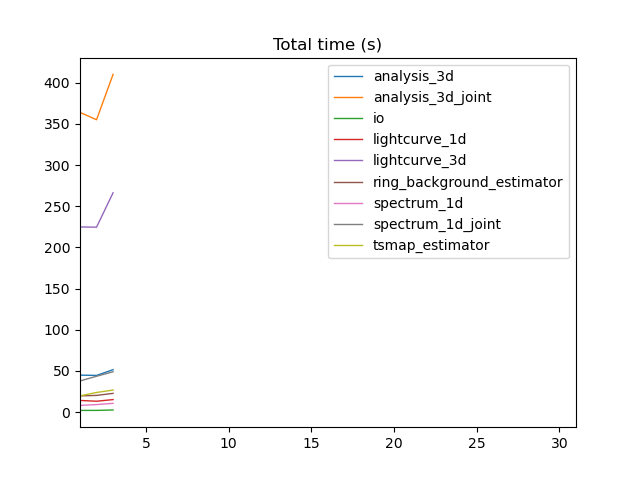 Total time (s)
analysis_3d
analysis_3d_joint
io
lightcurve_1d
lightcurve_3d
ring_background_estimator
spectrum_1d
spectrum_1d_joint
tsmap_estimator
400
350
300
250
200
150
100
50
0
5 10 15 20 25 30